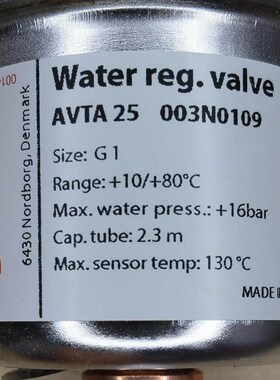 Water reg. valve
AVTA 25 003N0109
Size: G 1
Range: +10/+80°C
Max. water press.: +16bar
Cap. tube: 2.3 m
Max. sensor temp: 130 °C
MADE I
6430 Nordborg, Denmark